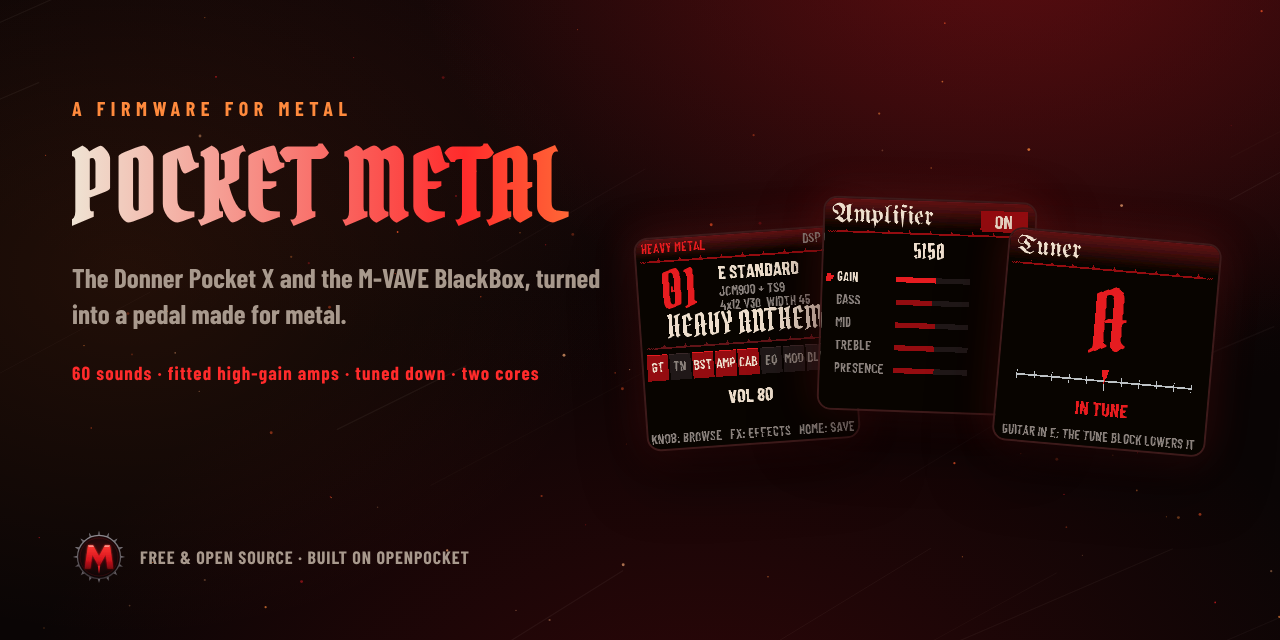 A FIRMWARE FOR METAL
POCKET METAL
The Donner Pocket X and the M-VAVE BlackBox, turned
into a pedal made for metal.
60 sounds · fitted high-gain amps · tuned down · two cores
M
FREE & OPEN SOURCE · BUILT ON OPENPOCKET
HEAVY METAL
DSP
01
E STANDARD
JCM900 + TS9
4x12 V30 WIDTH 45
HEAVY ANTHEM
GT TN BST AMP CAB EQ MOD DL
VOL 80
KNOB: BROWSE FX: EFFECTS HOME: SAVE
Amplifier
ON
5150
GAIN
BASS
MID
TREBLE
PRESENCE
Tuner
A
IN TUNE
GUITAR IN E: THE TUNE BLOCK LOWERS IT